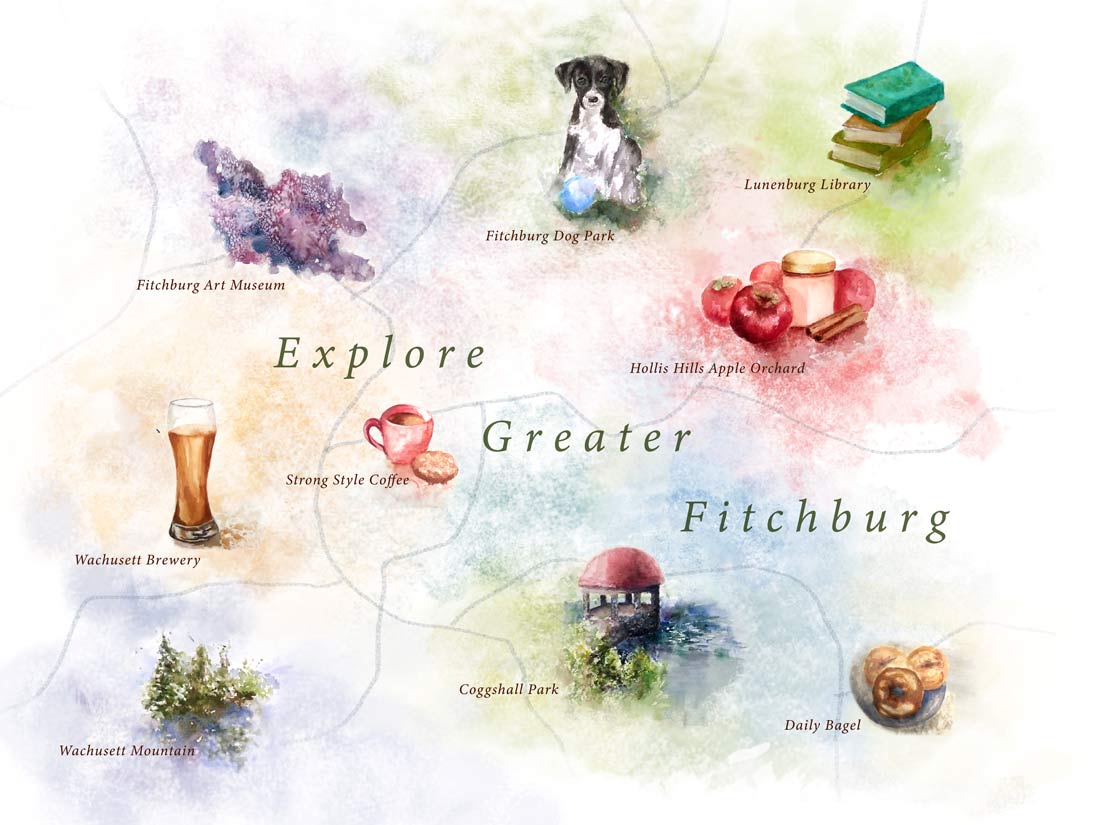 Lunenburg Library
Fitchburg Dog Park
Fitchburg Art Museum
Explore
Hollis Hills Apple Orchard
Greater
Strong Style Coffee
Fitchburg
Wachusett Brewery
Coggshall Park
Daily Bagel
Wachusett Mountain